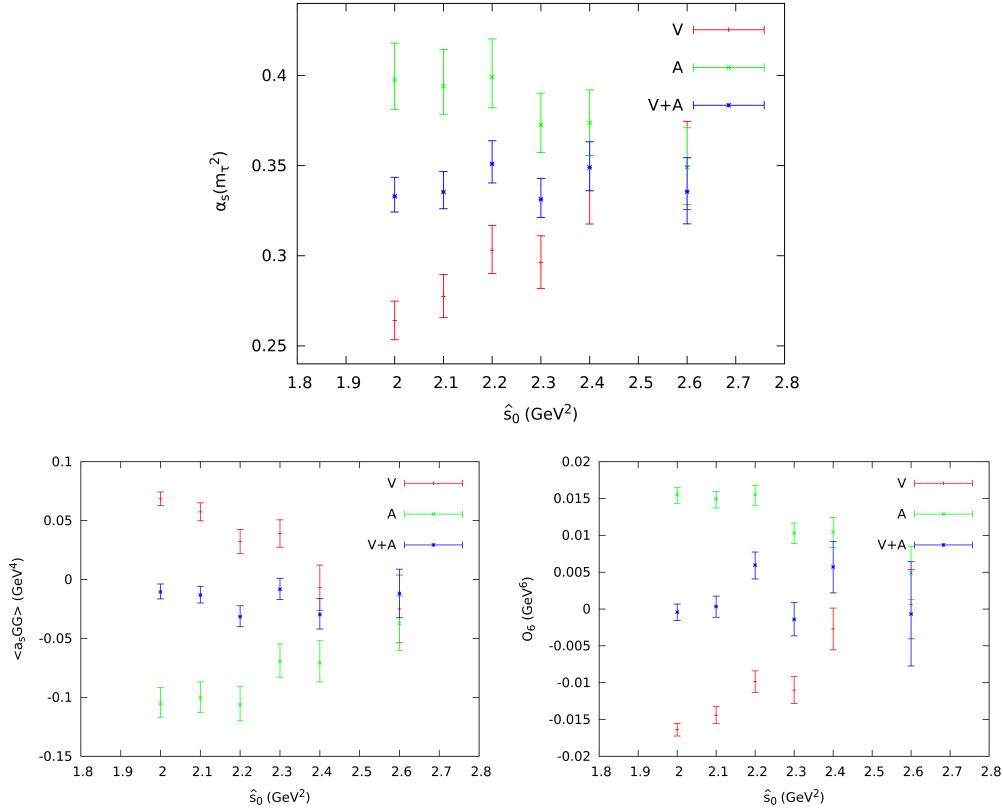 α_s(m_τ^2)
0.4
0.35
0.3
0.25
V
A
V+A
1.8 1.9 2 2.1 2.2 2.3 2.4 2.5 2.6 2.7 2.8
ŝ_0 (GeV^2)
<a_sGG> (GeV^4)
0.1
0.05
0
-0.05
-0.1
-0.15
V
A
V+A
1.8 1.9 2 2.1 2.2 2.3 2.4 2.5 2.6 2.7 2.8
ŝ_0 (GeV^2)
O_6 (GeV^6)
0.02
0.015
0.01
0.005
0
-0.005
-0.01
-0.015
-0.02
V
A
V+A
1.8 1.9 2 2.1 2.2 2.3 2.4 2.5 2.6 2.7 2.8
ŝ_0 (GeV^2)